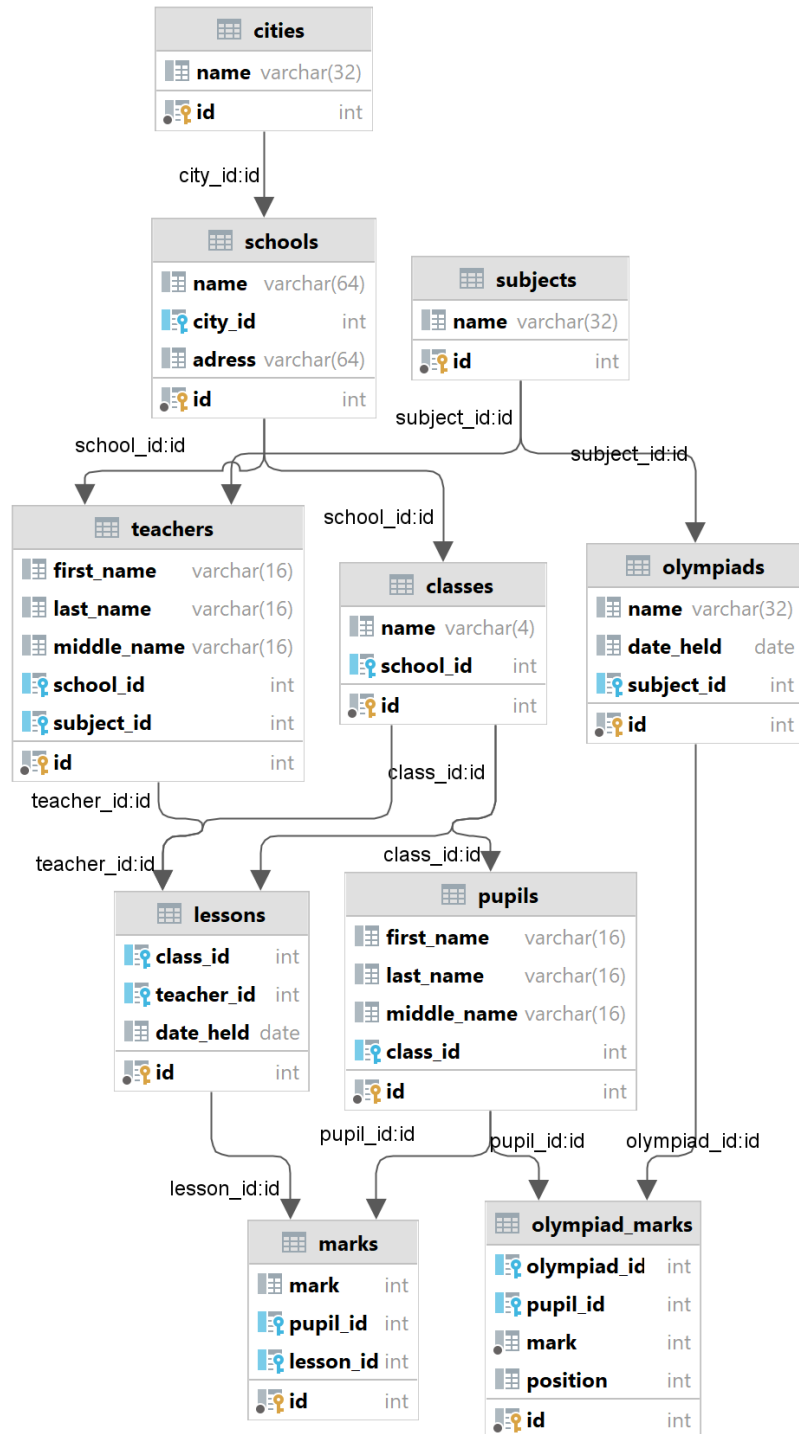 cities
name varchar(32)
id int
city_id:id
schools
name varchar(64)
city_id int
adress varchar(64)
id int
subjects
name varchar(32)
id int
school_id:id
subject_id:id
subject_id:id
school_id:id
teachers
first_name varchar(16)
last_name varchar(16)
middle_name varchar(16)
school_id int
subject_id int
id int
classes
name varchar(4)
school_id int
id int
olympiads
name varchar(32)
date_held date
subject_id int
id int
teacher_id:id
class_id:id
teacher_id:id
class_id:id
lessons
class_id int
teacher_id int
date_held date
id int
pupils
first_name varchar(16)
last_name varchar(16)
middle_name varchar(16)
class_id int
id int
lesson_id:id
pupil_id:id
pupil_id:id
olympiad_id:id
marks
mark int
pupil_id int
lesson_id int
id int
olympiad_marks
olympiad_id int
pupil_id int
mark int
position int
id int